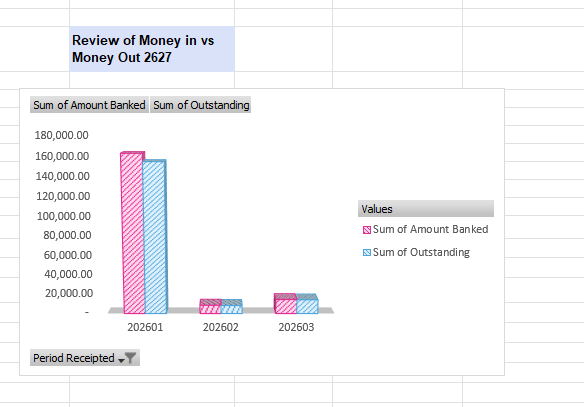 Review of Money in vs
Money Out 2627
Sum of Amount Banked Sum of Outstanding
180,000.00
160,000.00
140,000.00
120,000.00
100,000.00
80,000.00
60,000.00
40,000.00
20,000.00
-
202601 202602 202603
Values
Sum of Amount Banked
Sum of Outstanding
Period Receipted